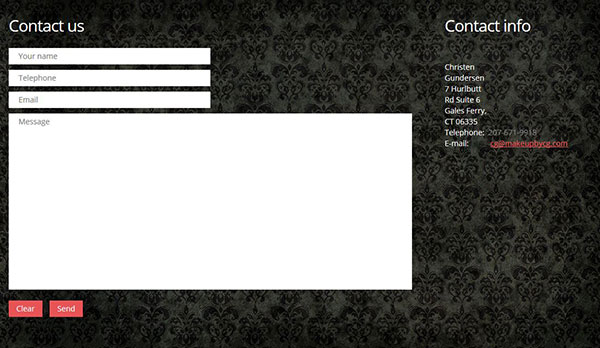 Contact us
Your name
Telephone
Email
Message
Clear
Send
Contact info
Christen
Gundersen
7 Hurlbutt
Rd Suite 6
Gales Ferry,
CT 06335
Telephone: 207-671-9918
E-mail: cg@makeupbycg.com